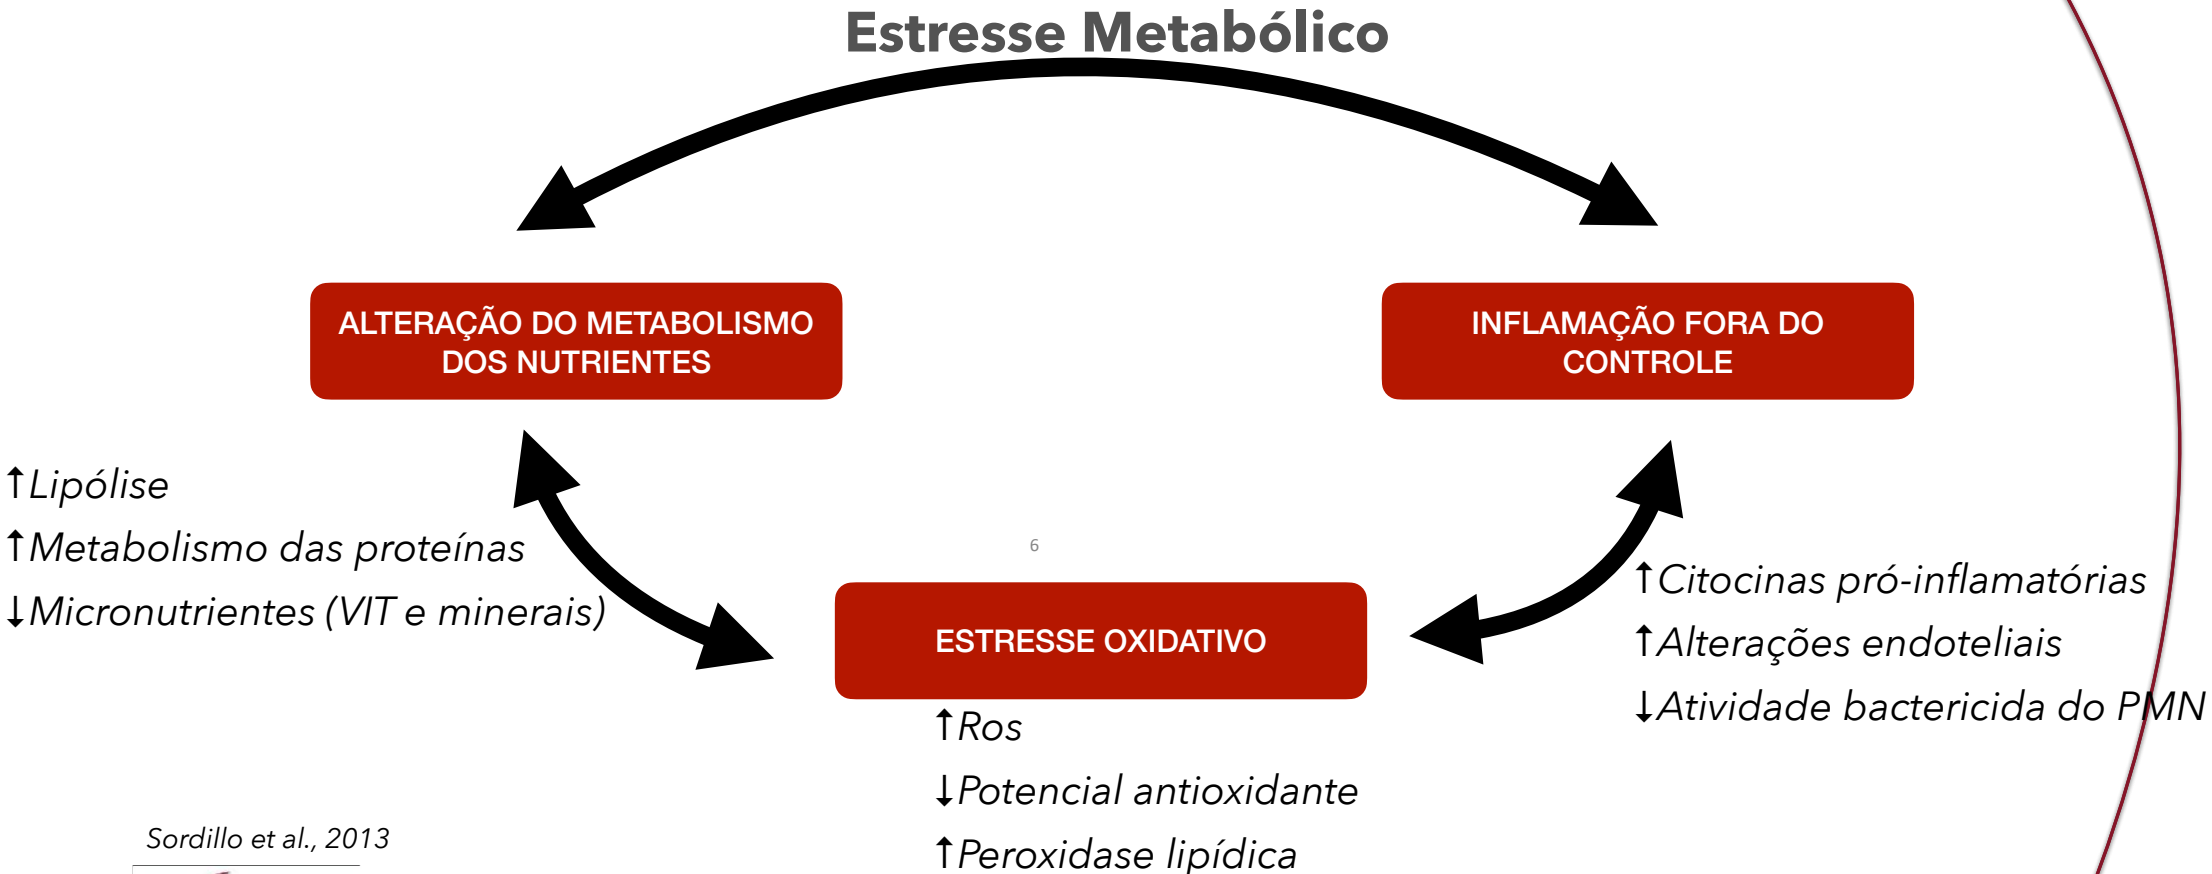 Estresse Metabólico
ALTERAÇÃO DO METABOLISMO
DOS NUTRIENTES
INFLAMAÇÃO FORA DO
CONTROLE
↑Lipólise
↑Metabolismo das proteínas
↓Micronutrientes (VIT e minerais)
6
ESTRESSE OXIDATIVO
↑Citocinas pró-inflamatórias
↑Alterações endoteliais
↓Atividade bactericida do PMN
↑Ros
↓Potencial antioxidante
↑Peroxidase lipídica
Sordillo et al., 2013